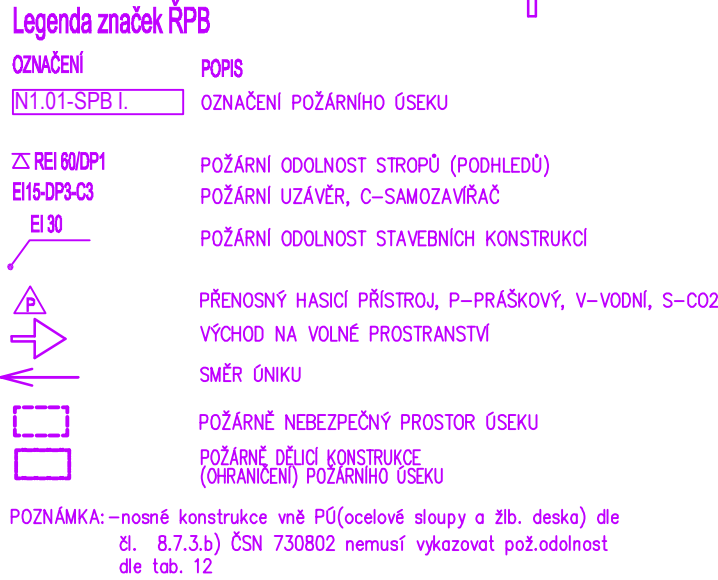 Legenda značek ŘPB
OZNAČENÍ POPIS
N1.01-SPB I. OZNAČENÍ POŽÁRNÍHO ÚSEKU
REI 60/DP1 POŽÁRNÍ ODOLNOST STROPŮ (PODHLEDŮ)
EI15-DP3-C3 POŽÁRNÍ UZÁVĚR, C-SAMOZAVÍŘAČ
EI 30
POŽÁRNÍ ODOLNOST STAVEBNÍCH KONSTRUKCÍ
P PŘENOSNÝ HASICÍ PŘÍSTROJ, P-PRÁŠKOVÝ, V-VODNÍ, S-CO2
VÝCHOD NA VOLNÉ PROSTRANSTVÍ
SMĚR ÚNIKU
POŽÁRNĚ NEBEZPEČNÝ PROSTOR ÚSEKU
POŽÁRNĚ DĚLICÍ KONSTRUKCE
(OHRANIČENÍ) POŽÁRNÍHO ÚSEKU
POZNÁMKA: -nosné konstrukce vně PÚ(ocelové sloupy a žlb. deska) dle
čl. 8.7.3.b) ČSN 730802 nemusí vykazovat pož.odolnost
dle tab. 12